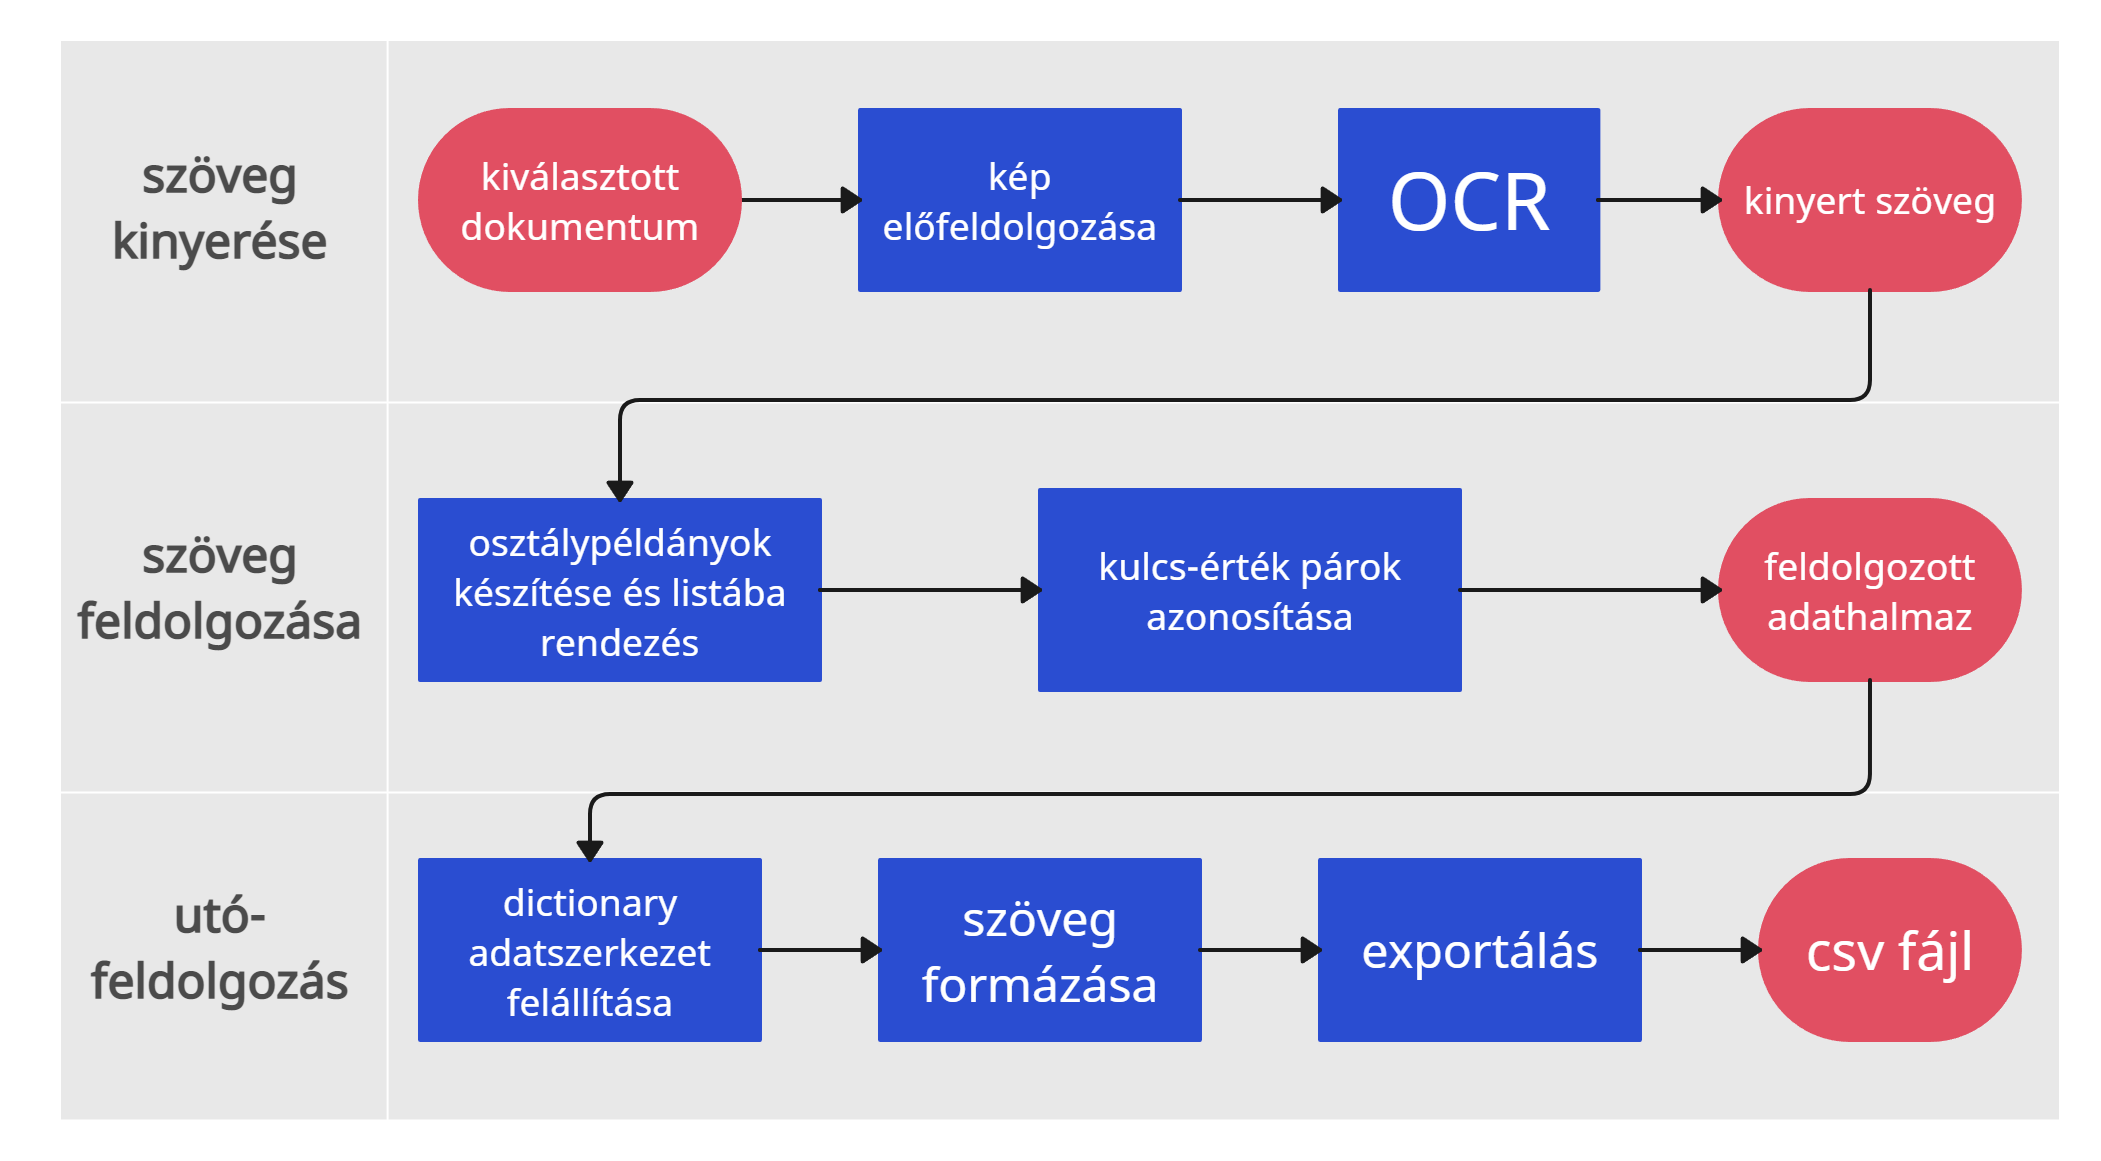 szöveg
kinyerése
kiválasztott
dokumentum
kép
előfeldolgozása
OCR
kinyert szöveg
szöveg
feldolgozása
osztálypéldányok
készítése és listába
rendezés
kulcs-érték párok
azonosítása
feldolgozott
adathalmaz
utó-
feldolgozás
dictionary
adatszerkezet
felállítása
szöveg
formázása
exportálás
csv fájl